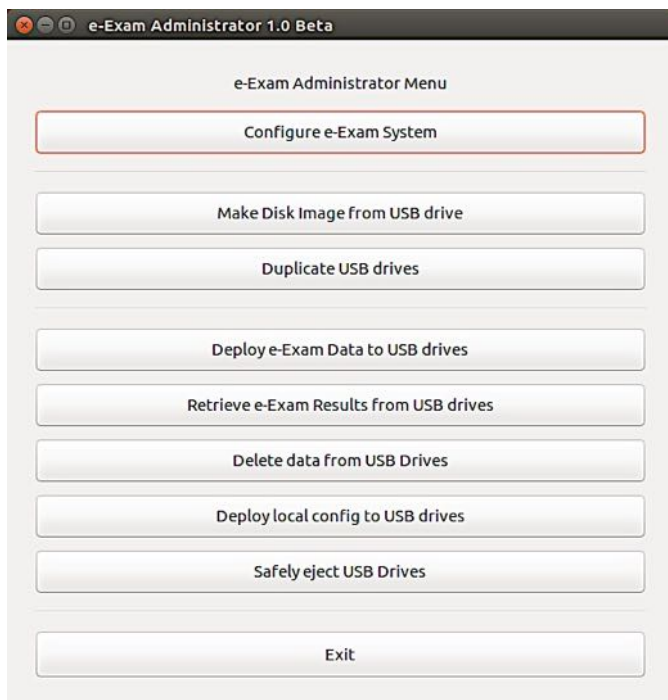 e-Exam Administrator 1.0 Beta
e-Exam Administrator Menu
Configure e-Exam System
Make Disk Image from USB drive
Duplicate USB drives
Deploy e-Exam Data to USB drives
Retrieve e-Exam Results from USB drives
Delete data from USB Drives
Deploy local config to USB drives
Safely eject USB Drives
Exit